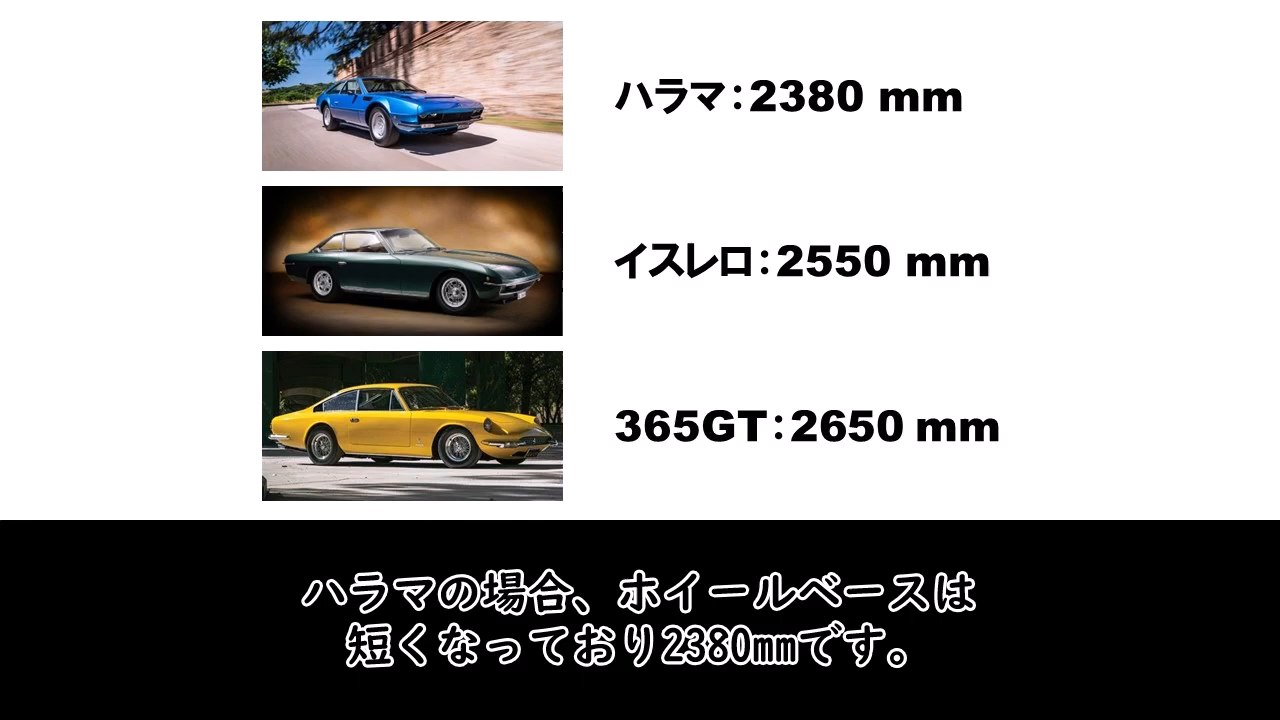 ハラマ：2380 mm
イスレロ：2550 mm
365GT：2650 mm
ハラマの場合、ホイールベースは
短くなっており2380㎜です。